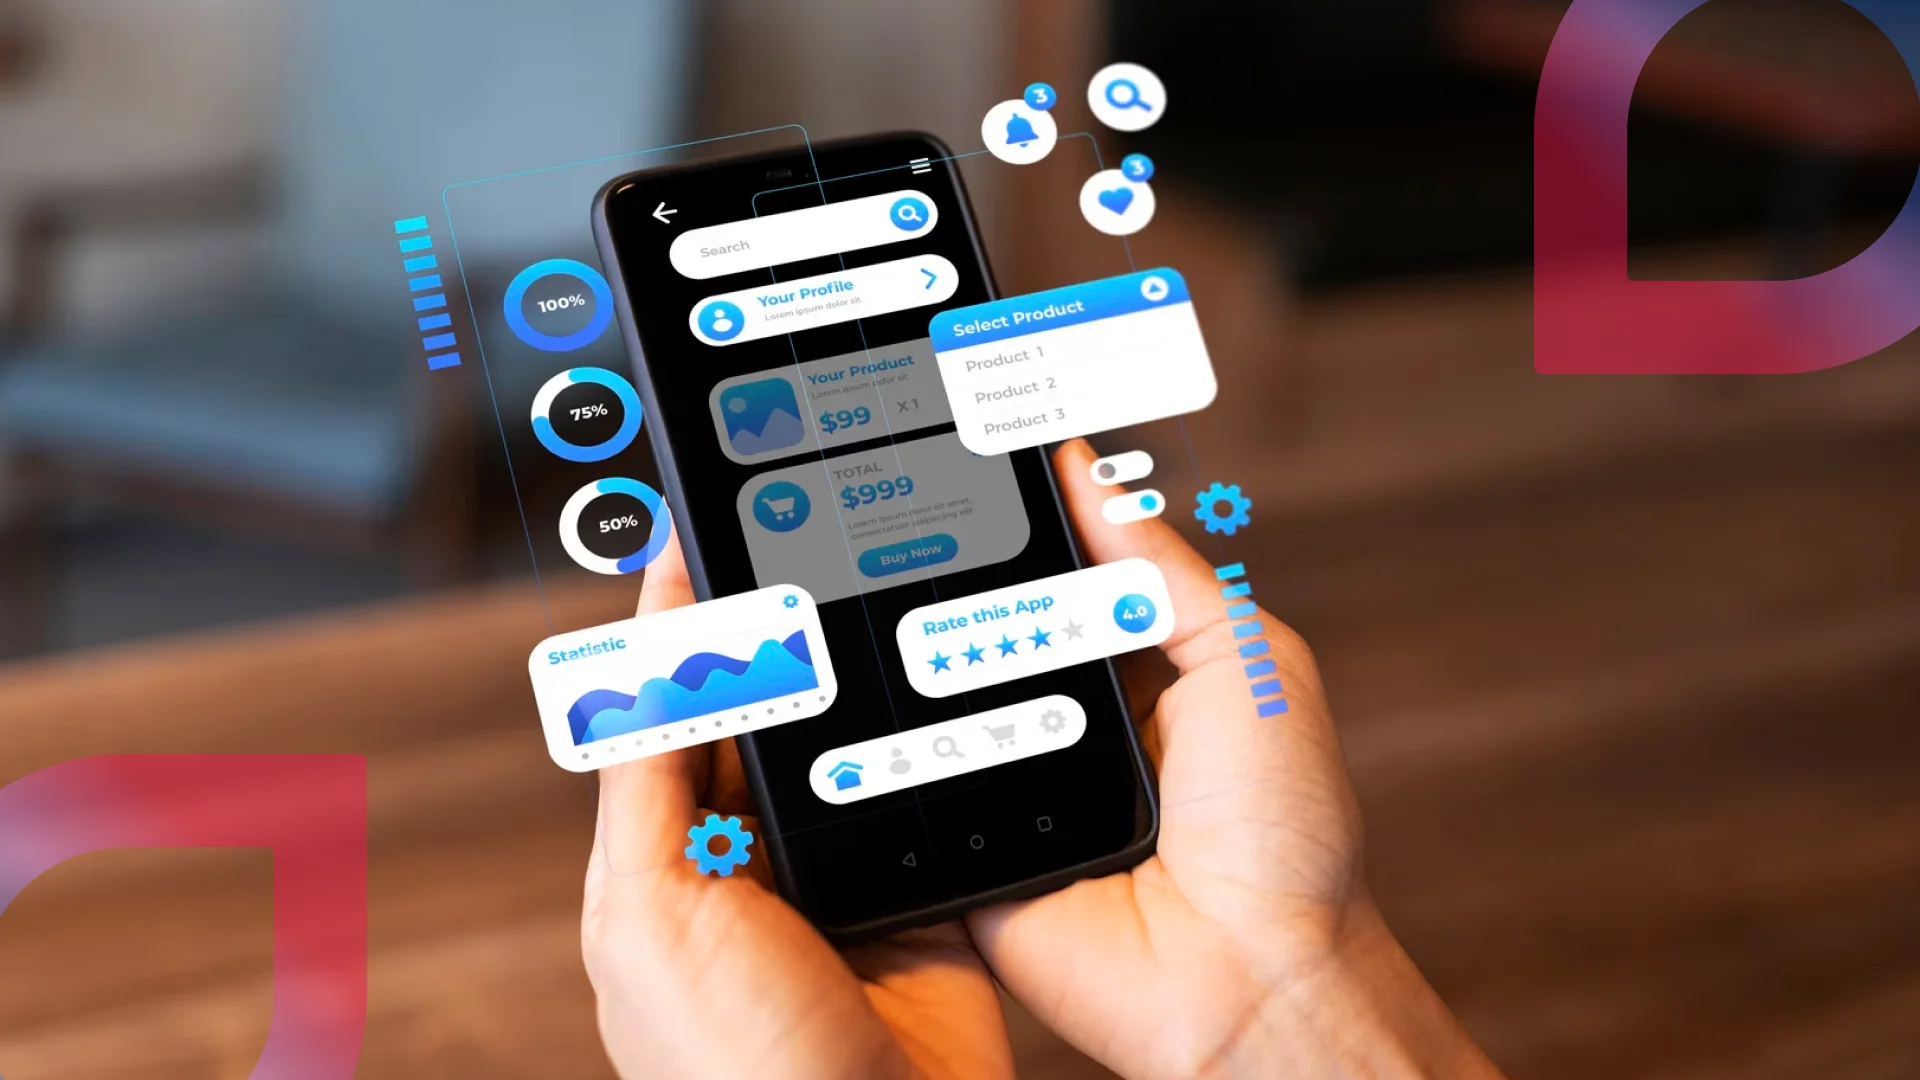 3
3
Search
Your Profile
Lorem ipsum dolor sit.
100%
Select Product
Product 1
Product 2
Product 3
Your Product
Lorem ipsum dolor sit
$99 X 1
75%
TOTAL
$999
Lorem ipsum dolor sit amet,
consectetuer adipiscing elit
Buy Now
50%
Statistic
Rate this App
4.0